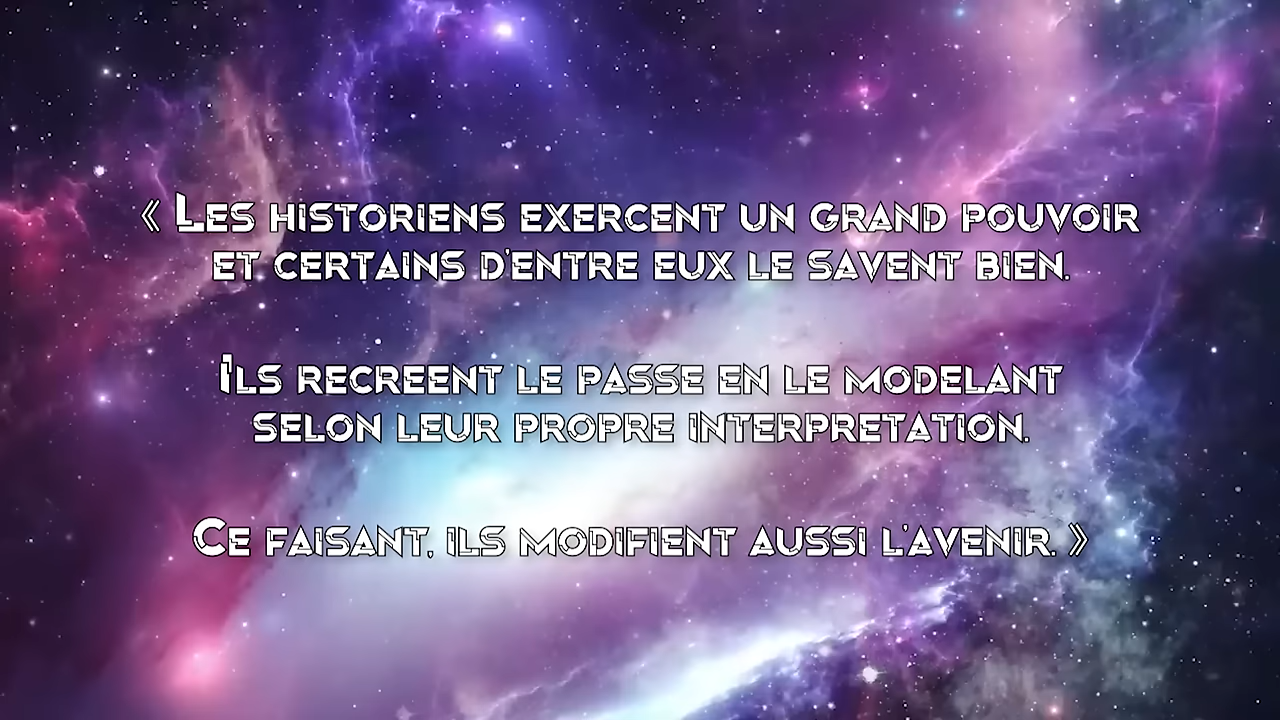 « Les historiens exercent un grand pouvoir
et certains d'entre eux le savent bien.
Ils recreent le passe en le modelant
selon leur propre interpretation.
Ce faisant, ils modifient aussi l'avenir. »